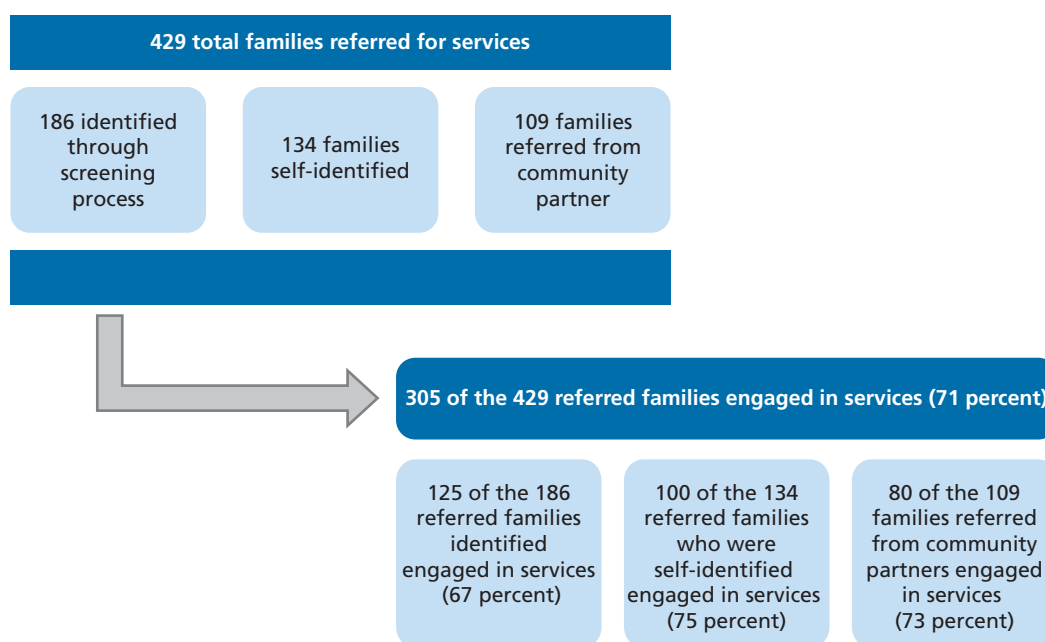 429 total families referred for services
186 identified
through
screening
process
134 families
self-identified
109 families
referred from
community
partner
305 of the 429 referred families engaged in services (71 percent)
125 of the 186
referred families
identified
engaged in services
(67 percent)
100 of the 134
referred families
who were
self-identified
engaged in services
(75 percent)
80 of the 109
families referred
from community
partners engaged
in services
(73 percent)